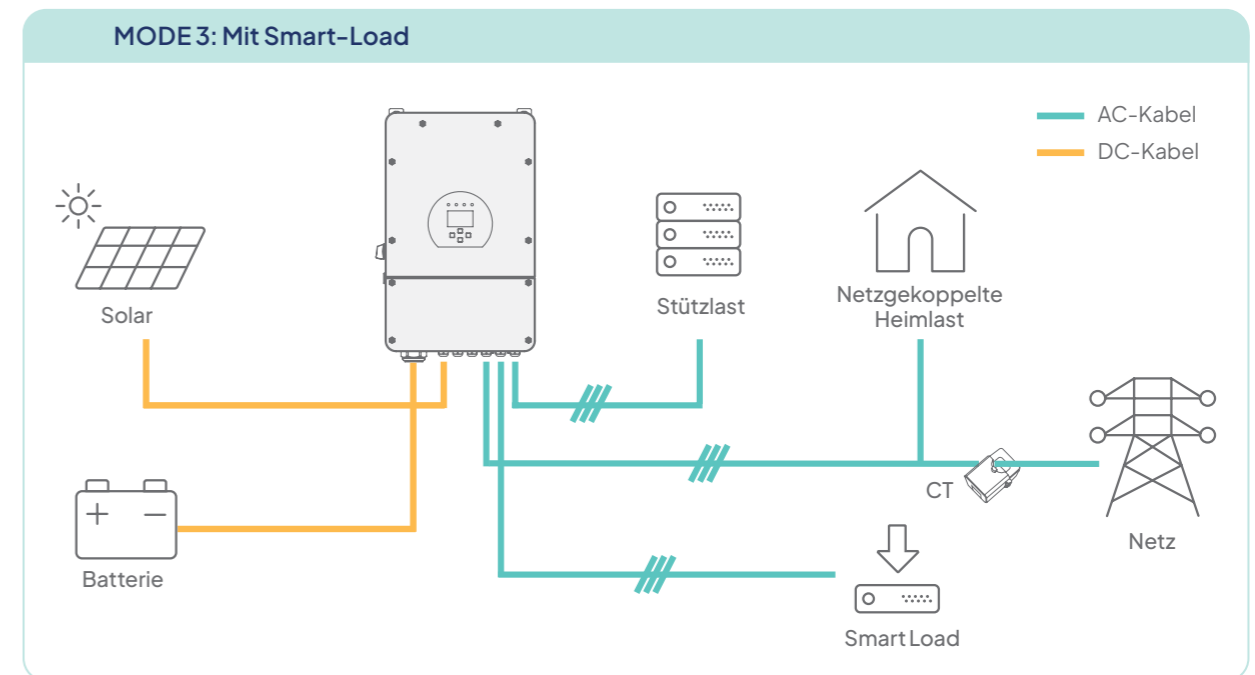 MODE 3: Mit Smart-Load
AC-Kabel
DC-Kabel
Solar
Stützlast
Netzgekoppelte
Heimlast
CT
Netz
Batterie
Smart Load